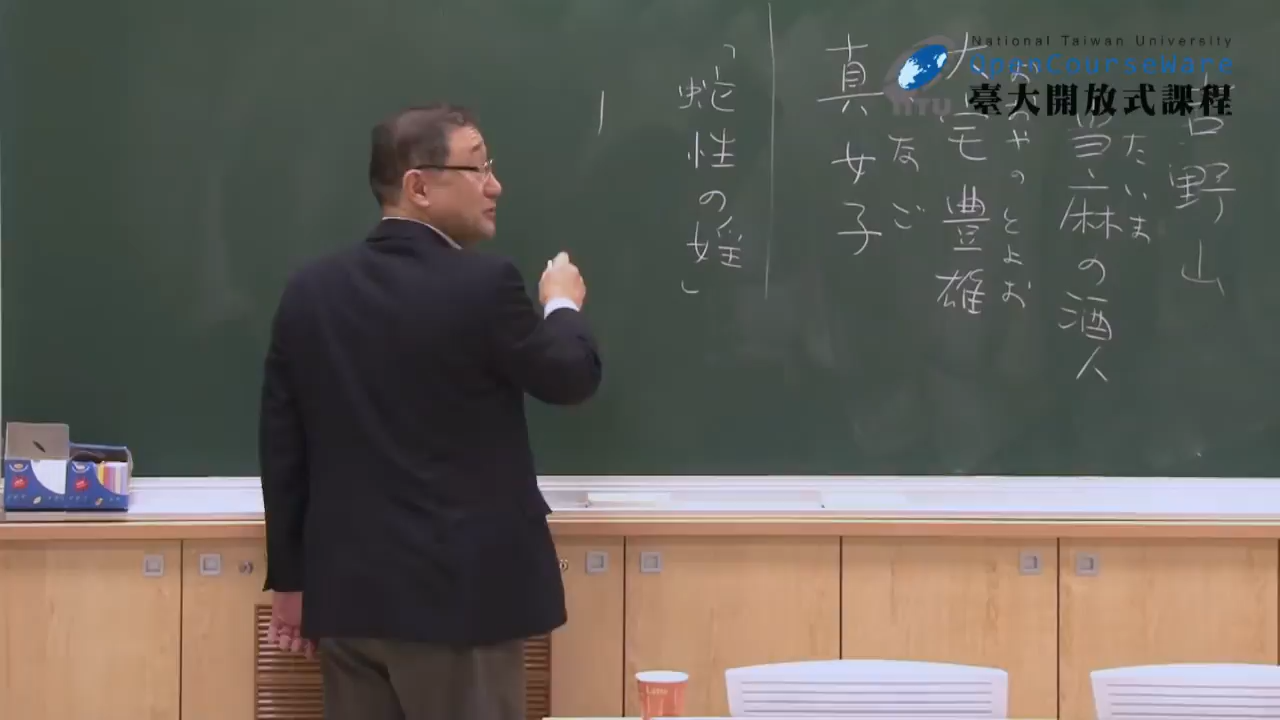 National Taiwan University
OpenCourseWare
臺大開放式課程
NTU
吉野山
たいま
当麻の酒人
おおやのとよお
大宅豊雄
なご
真女子
「蛇性の婬」